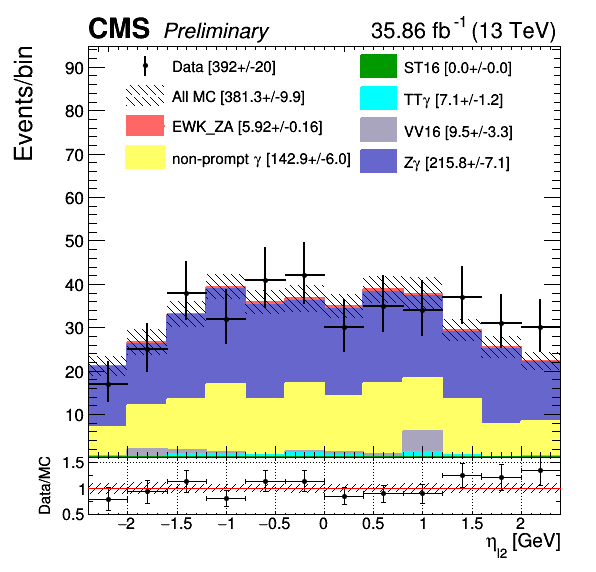 CMS Preliminary 35.86 fb⁻¹ (13 TeV)
Events/bin
Data [392+/-20]
All MC [381.3+/-9.9]
EWK_ZA [5.92+/-0.16]
non-prompt γ [142.9+/-6.0]
ST16 [0.0+/-0.0]
TTγ [7.1+/-1.2]
VV16 [9.5+/-3.3]
Zγ [215.8+/-7.1]
90
80
70
60
50
40
30
20
10
Data/MC
1.5
1
0.5
−2 −1.5 −1 −0.5 0 0.5 1 1.5 2
η_l2 [GeV]